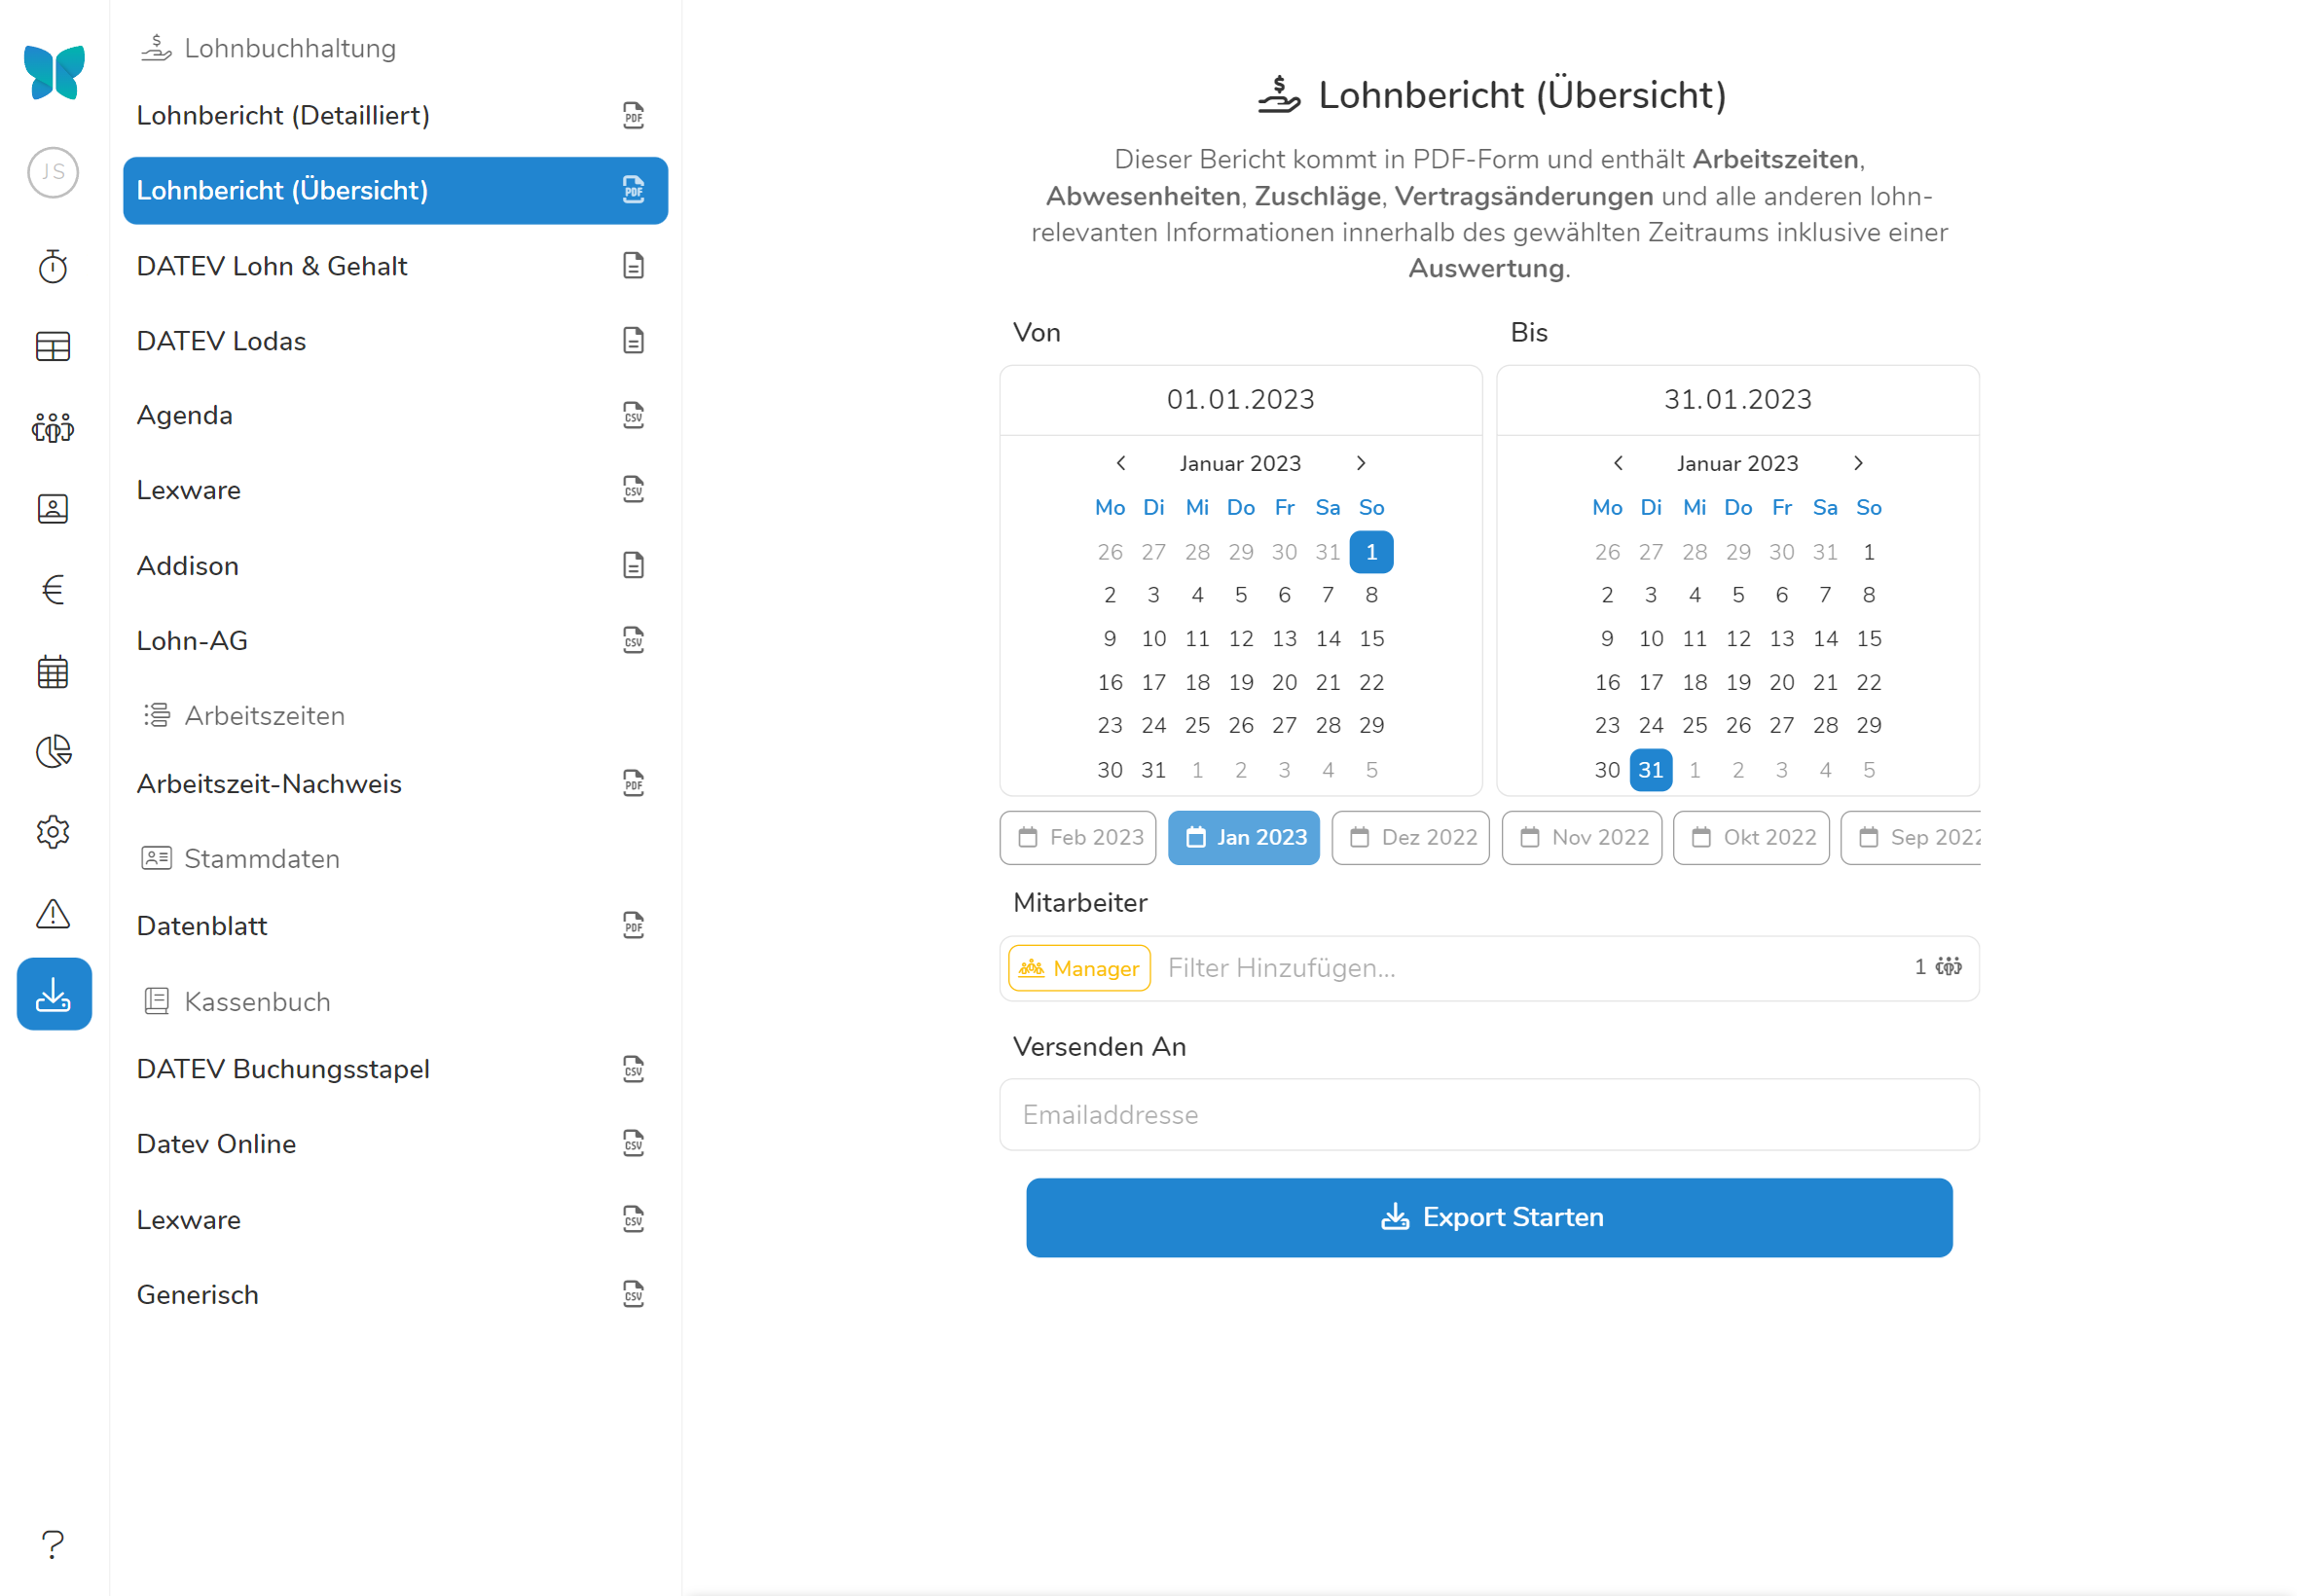 JS
Lohnbuchhaltung
Lohnbericht (Detailliert)
PDF
Lohnbericht (Übersicht)
PDF
DATEV Lohn & Gehalt
DATEV Lodas
Agenda
CSV
Lexware
CSV
Addison
Lohn-AG
CSV
Arbeitszeiten
Arbeitszeit-Nachweis
PDF
Stammdaten
Datenblatt
PDF
Kassenbuch
DATEV Buchungsstapel
CSV
Datev Online
CSV
Lexware
CSV
Generisch
CSV
?
Lohnbericht (Übersicht)
Dieser Bericht kommt in PDF-Form und enthält Arbeitszeiten,
Abwesenheiten, Zuschläge, Vertragsänderungen und alle anderen lohn-
relevanten Informationen innerhalb des gewählten Zeitraums inklusive einer
Auswertung.
Von
01.01.2023
Januar 2023
Mo Di Mi Do Fr Sa So
26 27 28 29 30 31 1
2 3 4 5 6 7 8
9 10 11 12 13 14 15
16 17 18 19 20 21 22
23 24 25 26 27 28 29
30 31 1 2 3 4 5
Bis
31.01.2023
Januar 2023
Mo Di Mi Do Fr Sa So
26 27 28 29 30 31 1
2 3 4 5 6 7 8
9 10 11 12 13 14 15
16 17 18 19 20 21 22
23 24 25 26 27 28 29
30 31 1 2 3 4 5
Feb 2023 Jan 2023 Dez 2022 Nov 2022 Okt 2022 Sep 2022
Mitarbeiter
Manager Filter Hinzufügen... 1
Versenden An
Emailaddresse
Export Starten